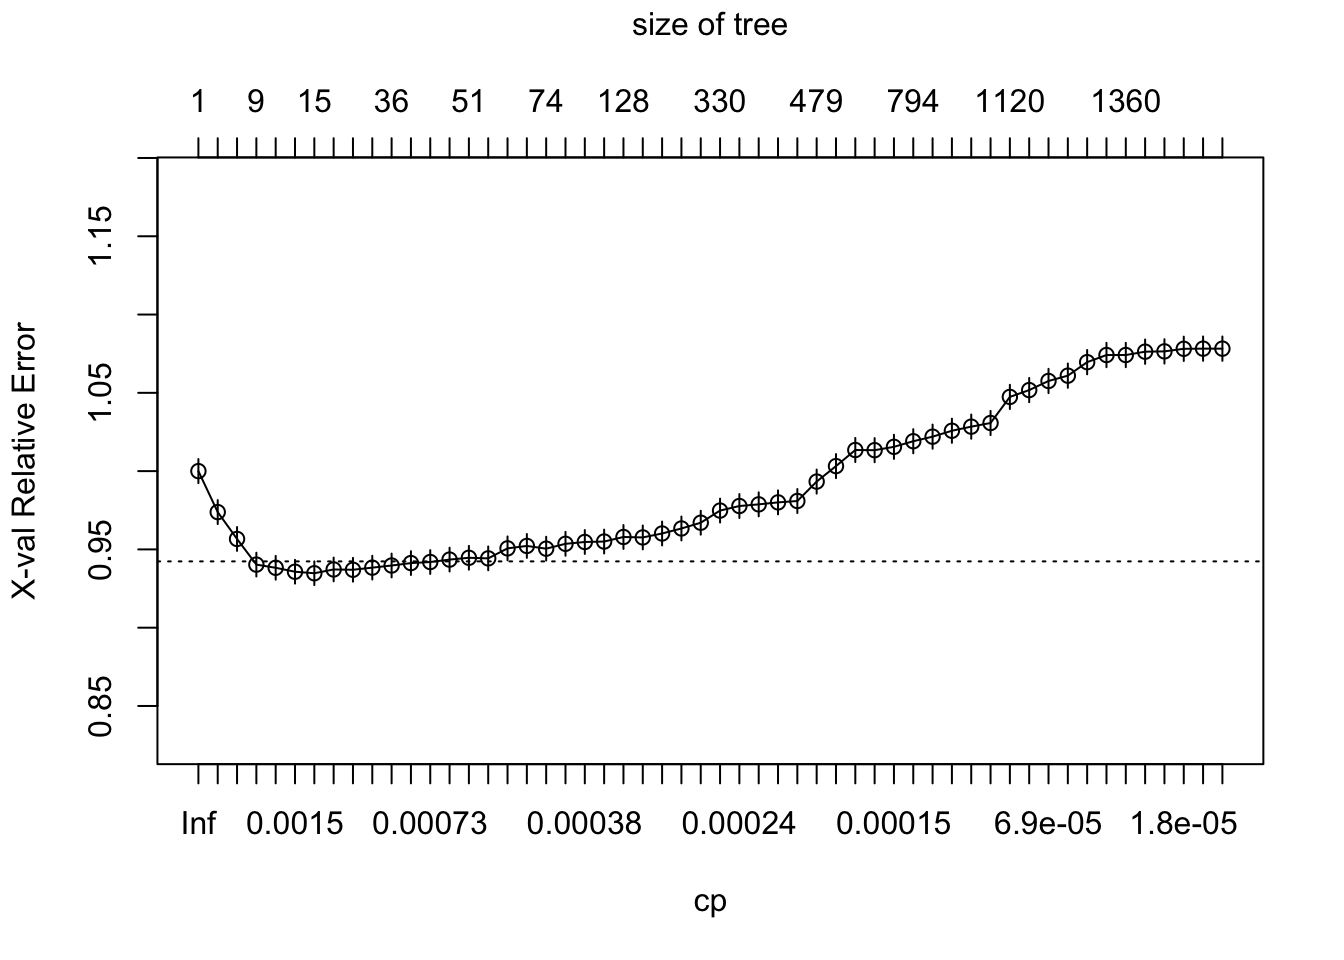 size of tree
1 9 15 36 51 74 128 330 479 794 1120 1360
X-val Relative Error
1.15
1.05
0.95
0.85
Inf 0.0015 0.00073 0.00038 0.00024 0.00015 6.9e-05 1.8e-05
cp